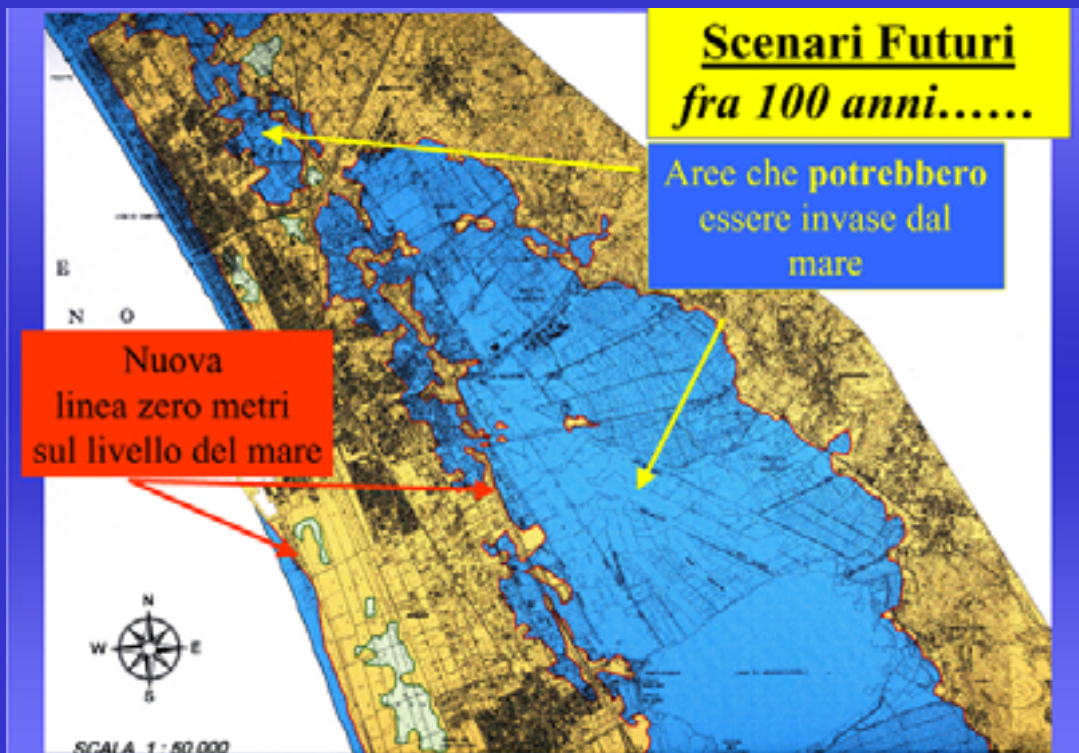 Scenari Futuri
fra 100 anni......
Aree che potrebbero
essere invase dal
mare
E
N O
Nuova
linea zero metri
sul livello del mare
N
W E
S
SCALA 1 : 50.000